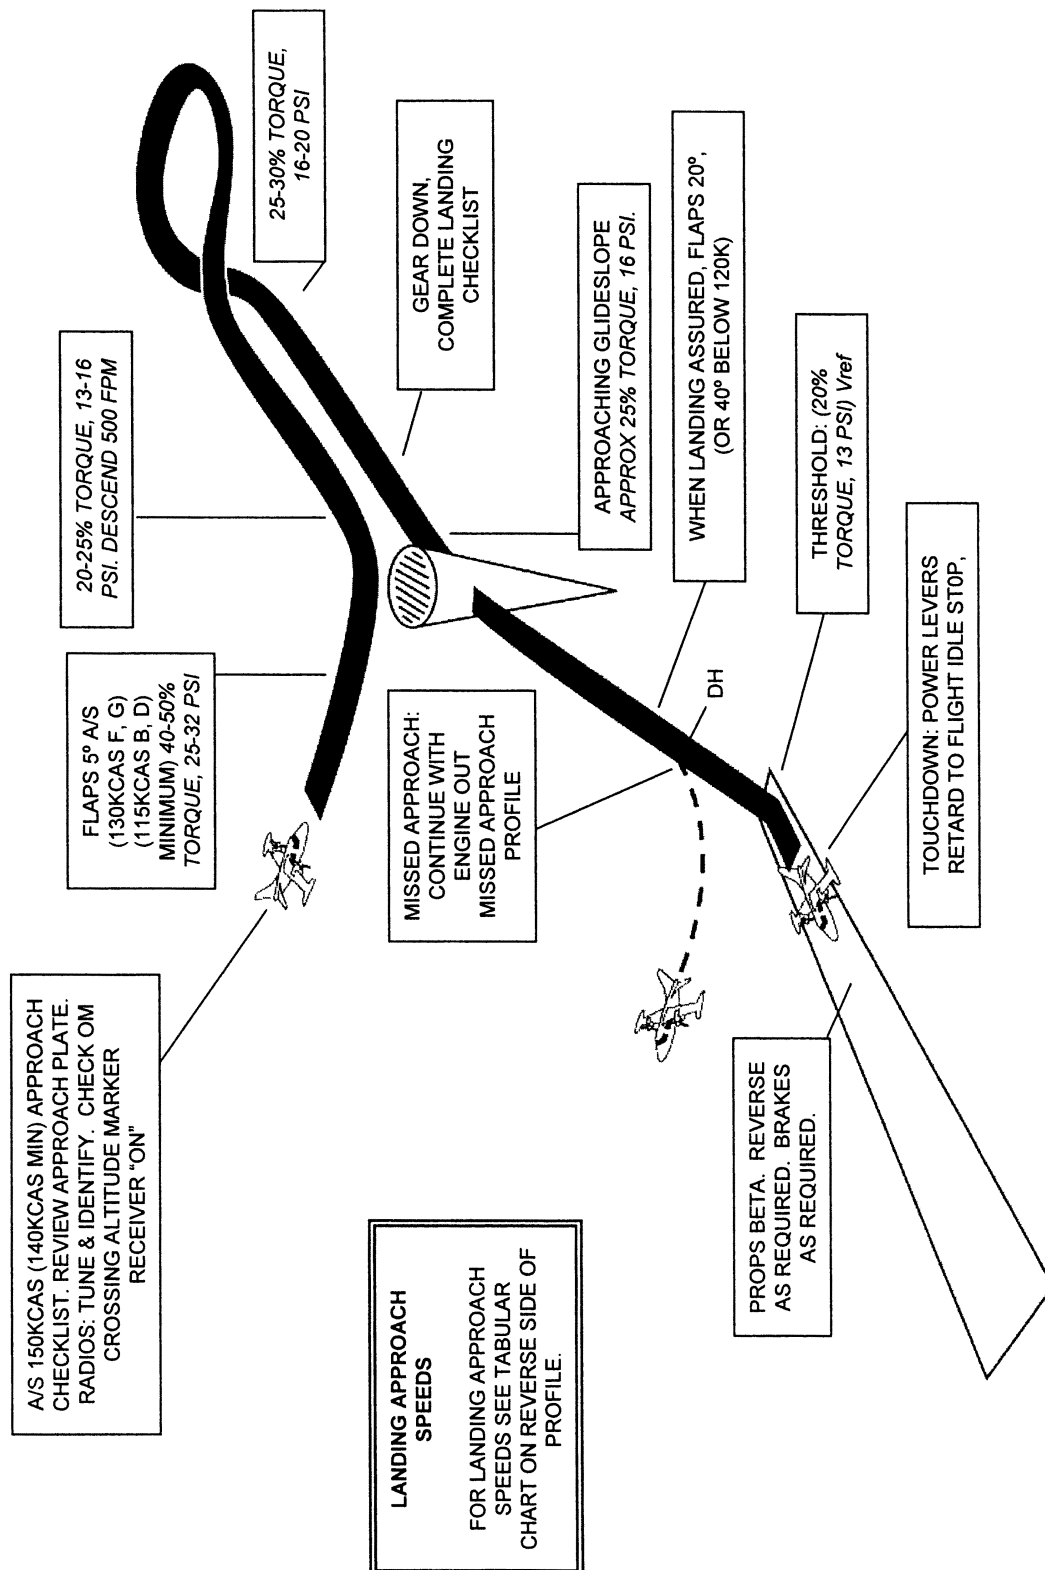 A/S 150KCAS (140KCAS MIN) APPROACH
CHECKLIST. REVIEW APPROACH PLATE.
RADIOS: TUNE & IDENTIFY. CHECK OM
CROSSING ALTITUDE MARKER
RECEIVER “ON”
FLAPS 5º A/S
(130KCAS F, G)
(115KCAS B, D)
MINIMUM) 40-50%
TORQUE, 25-32 PSI
20-25% TORQUE, 13-16
PSI. DESCEND 500 FPM
25-30% TORQUE,
16-20 PSI
GEAR DOWN,
COMPLETE LANDING
CHECKLIST
APPROACHING GLIDESLOPE
APPROX 25% TORQUE, 16 PSI.
WHEN LANDING ASSURED, FLAPS 20º,
(OR 40º BELOW 120K)
MISSED APPROACH:
CONTINUE WITH
ENGINE OUT
MISSED APPROACH
PROFILE
DH
THRESHOLD: (20%
TORQUE, 13 PSI) Vref
TOUCHDOWN: POWER LEVERS
RETARD TO FLIGHT IDLE STOP,
PROPS BETA. REVERSE
AS REQUIRED. BRAKES
AS REQUIRED.
LANDING APPROACH
SPEEDS
FOR LANDING APPROACH
SPEEDS SEE TABULAR
CHART ON REVERSE SIDE OF
PROFILE.